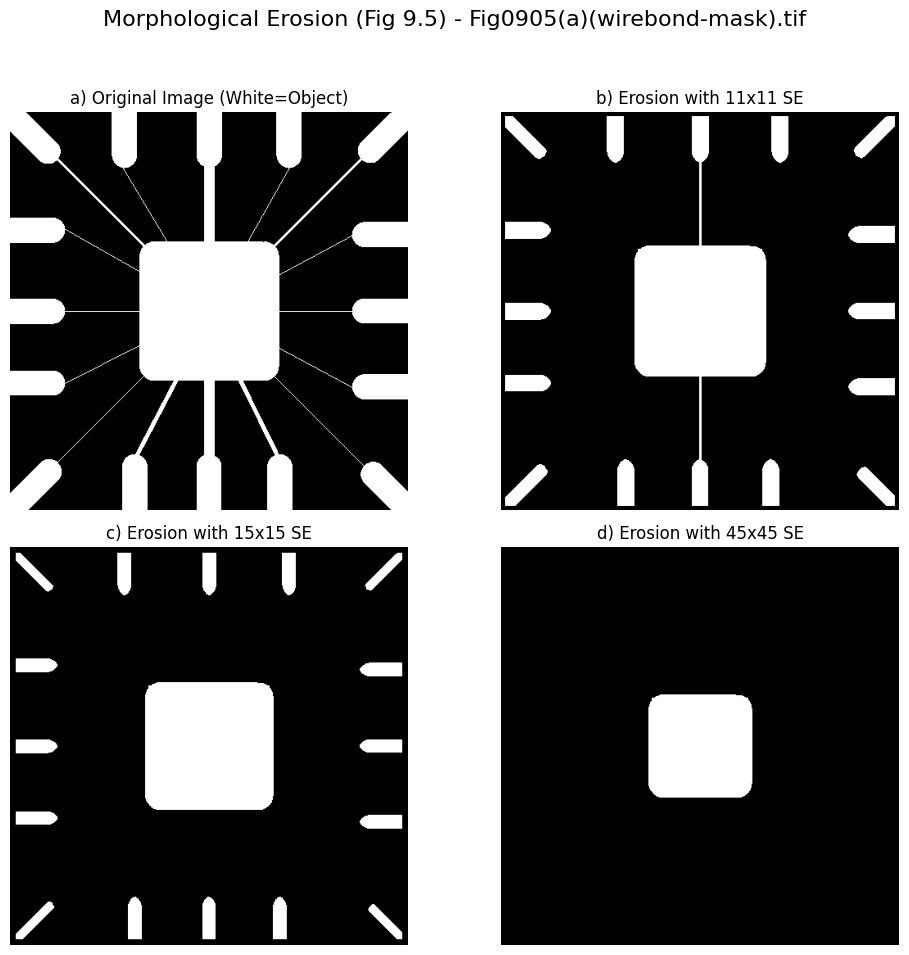 Morphological Erosion (Fig 9.5) - Fig0905(a)(wirebond-mask).tif
a) Original Image (White=Object)
b) Erosion with 11x11 SE
c) Erosion with 15x15 SE
d) Erosion with 45x45 SE